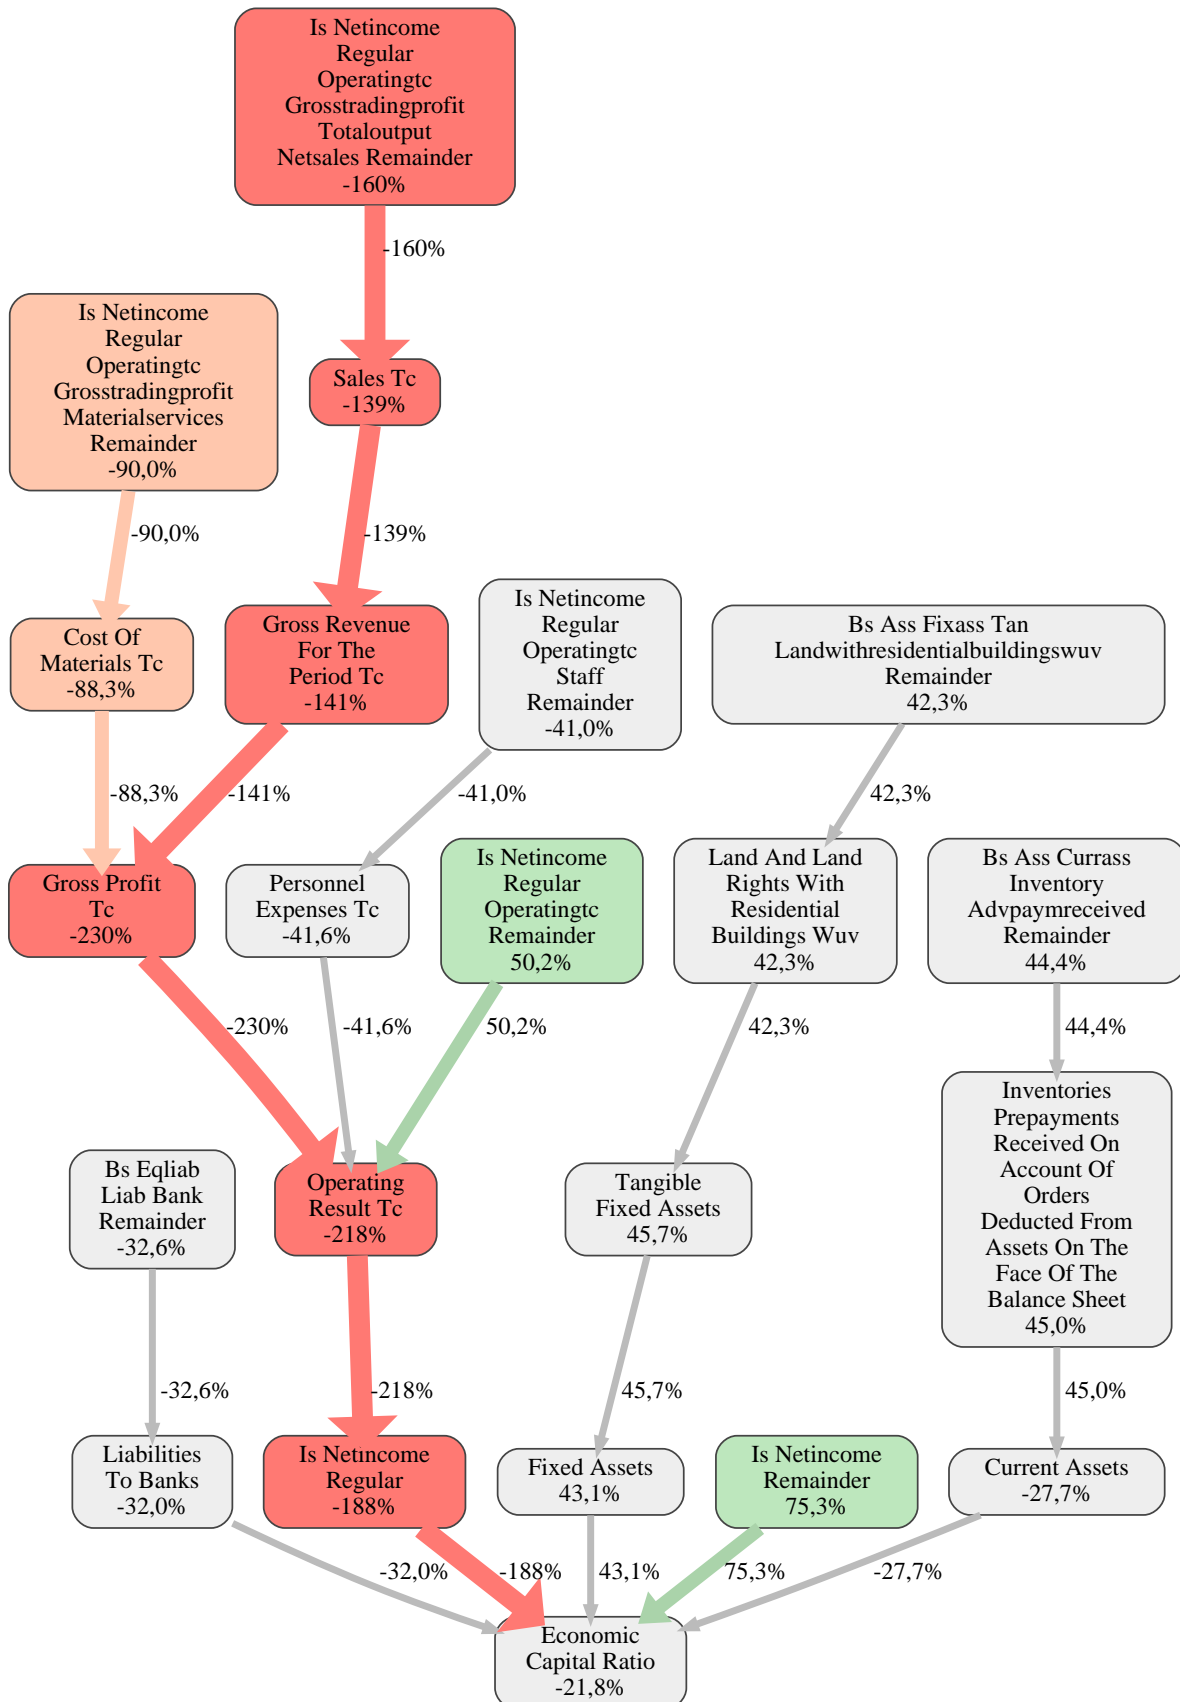 Is Netincome
Regular
Operatingtc
Grosstradingprofit
Totaloutput
Netsales Remainder
-160%
-160%
Is Netincome
Regular
Operatingtc
Grosstradingprofit
Materialservices
Remainder
-90,0%
Sales Tc
-139%
-90,0%
-139%
Is Netincome
Regular
Operatingtc
Staff
Remainder
-41,0%
Cost Of
Materials Tc
-88,3%
Gross Revenue
For The
Period Tc
-141%
Bs Ass Fixass Tan
Landwithresidentialbuildingswuv
Remainder
42,3%
-88,3%
-141%
-41,0%
42,3%
Gross Profit
Tc
-230%
Personnel
Expenses Tc
-41,6%
Is Netincome
Regular
Operatingtc
Remainder
50,2%
Land And Land
Rights With
Residential
Buildings Wuv
42,3%
Bs Ass Currass
Inventory
Advpaymreceived
Remainder
44,4%
-230%
-41,6%
50,2%
42,3%
44,4%
Bs Eqliab
Liab Bank
Remainder
-32,6%
Operating
Result Tc
-218%
Tangible
Fixed Assets
45,7%
Inventories
Prepayments
Received On
Account Of
Orders
Deducted From
Assets On The
Face Of The
Balance Sheet
45,0%
-32,6%
-218%
45,7%
45,0%
Liabilities
To Banks
-32,0%
Is Netincome
Regular
-188%
Fixed Assets
43,1%
Is Netincome
Remainder
75,3%
Current Assets
-27,7%
-32,0%
-188%
43,1%
75,3%
-27,7%
Economic
Capital Ratio
-21,8%